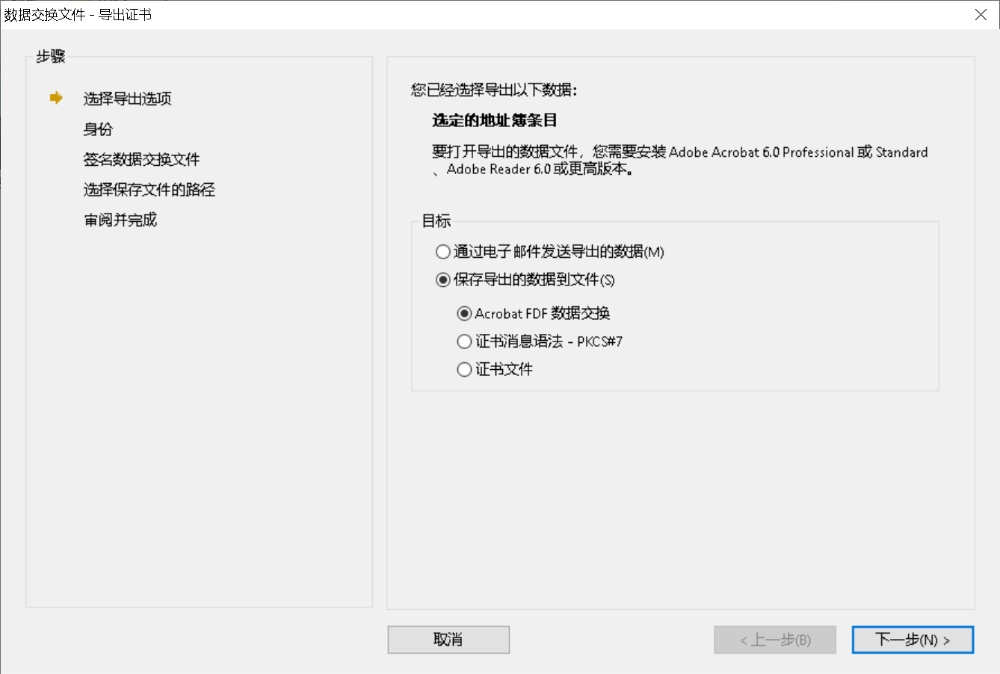 数据交换文件 - 导出证书
步骤
选择导出选项
身份
签名数据交换文件
选择保存文件的路径
审阅并完成
您已经选择导出以下数据：
选定的地址簿条目
要打开导出的数据文件，您需要安装 Adobe Acrobat 6.0 Professional 或 Standard
、Adobe Reader 6.0 或更高版本。
目标
通过电子邮件发送导出的数据(M)
保存导出的数据到文件(S)
Acrobat FDF 数据交换
证书消息语法 - PKCS#7
证书文件
取消
< 上一步(B)
下一步(N) >